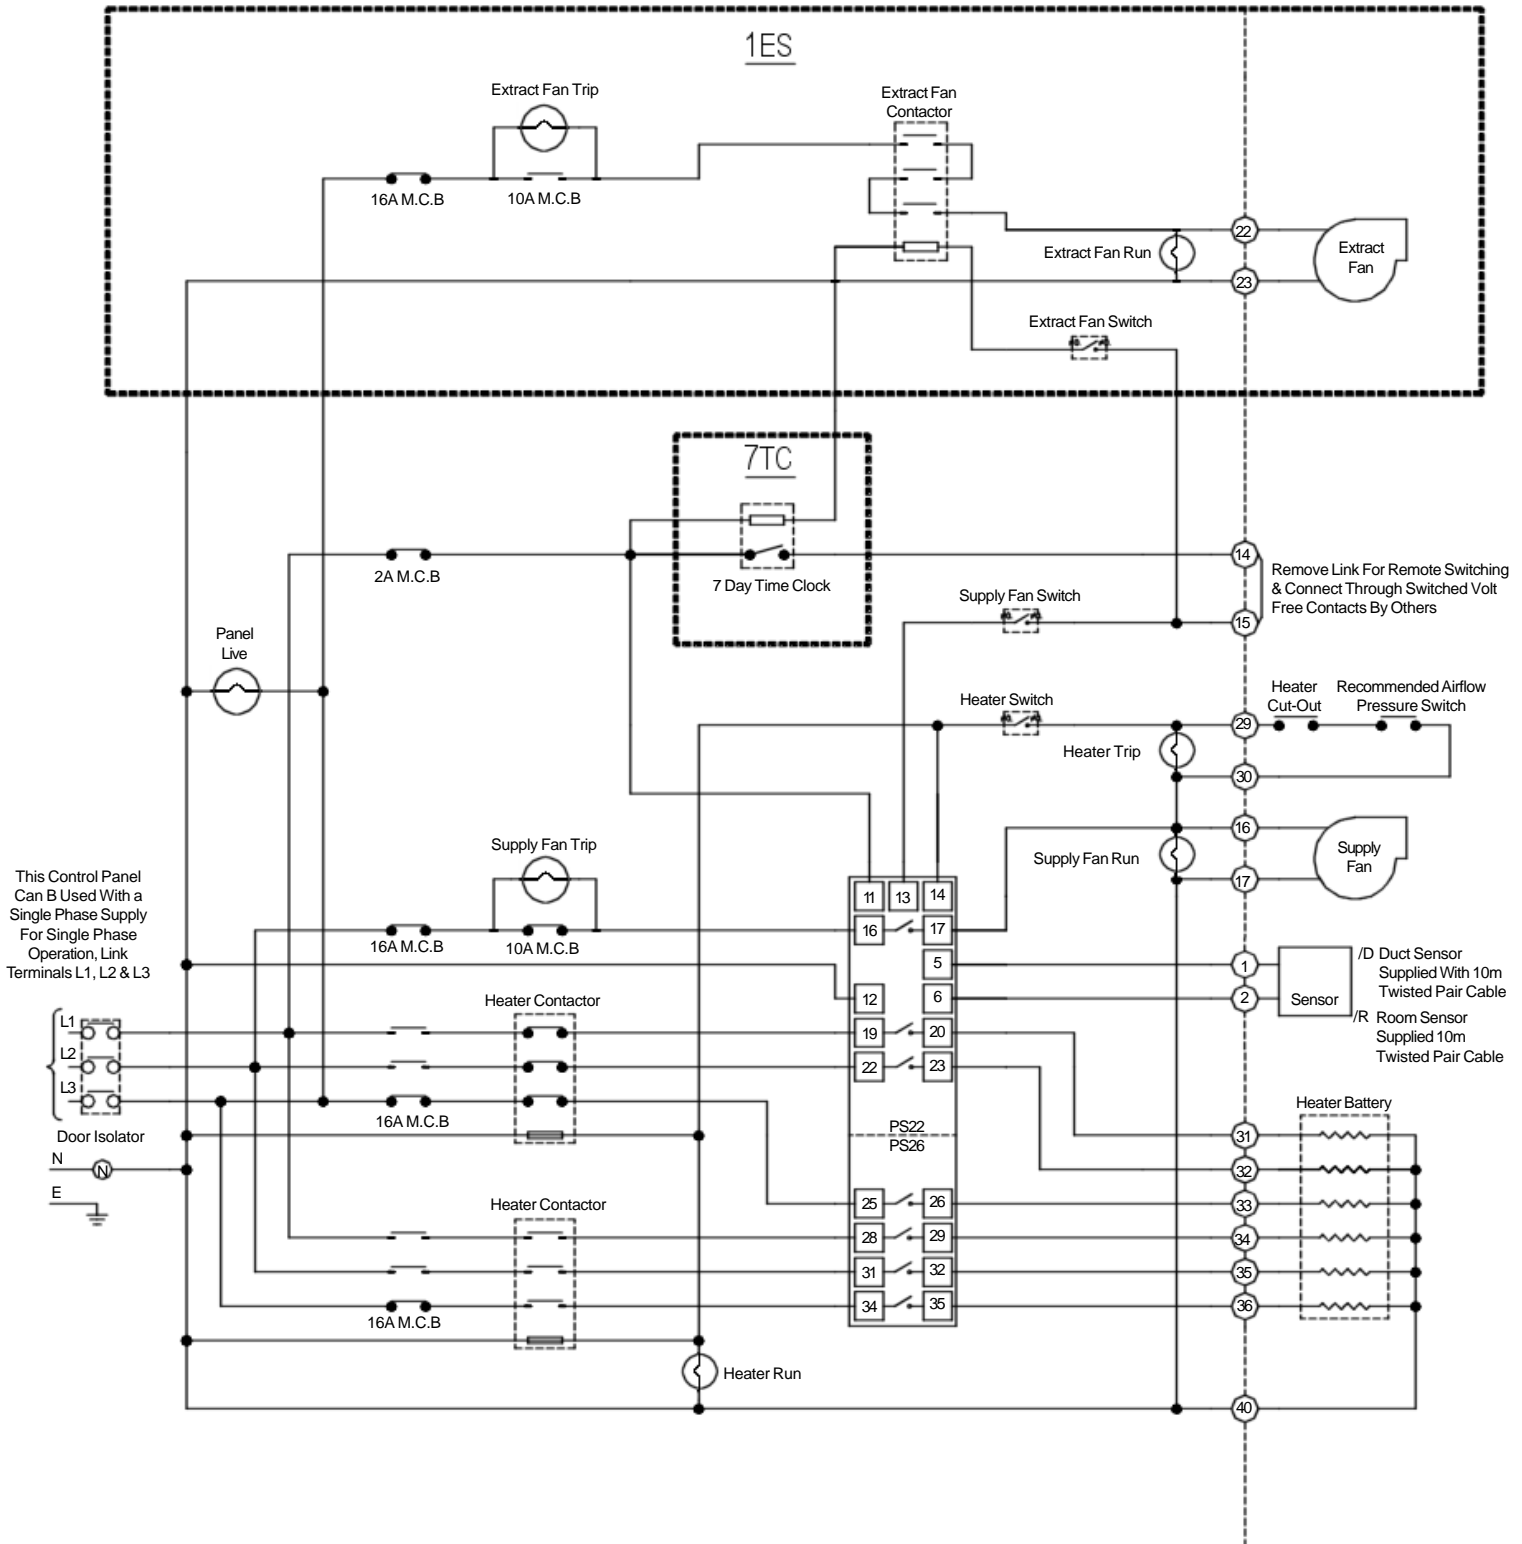 1ES
Extract Fan Trip
Extract Fan
Contactor
16A M.C.B
10A M.C.B
22
Extract Fan Run
Extract
Fan
23
Extract Fan Switch
7TC
2A M.C.B
7 Day Time Clock
14
Remove Link For Remote Switching
& Connect Through Switched Volt
Free Contacts By Others
Supply Fan Switch
15
Panel
Live
Heater Switch
Heater
Cut-Out
Recommended Airflow
Pressure Switch
29
Heater Trip
30
16
Supply Fan Trip
Supply Fan Run
Supply
Fan
17
This Control Panel
Can B Used With a
Single Phase Supply
For Single Phase
Operation, Link
Terminals L1, L2 & L3
11
13
14
16A M.C.B
10A M.C.B
16
17
5
1
/D Duct Sensor
Supplied With 10m
Twisted Pair Cable
Heater Contactor
12
6
2
Sensor
/R Room Sensor
Supplied 10m
Twisted Pair Cable
L1
19
20
L2
22
23
L3
16A M.C.B
Heater Battery
Door Isolator
PS22
PS26
31
N
N
32
E
Heater Contactor
25
26
33
28
29
34
31
32
35
16A M.C.B
34
35
36
Heater Run
40